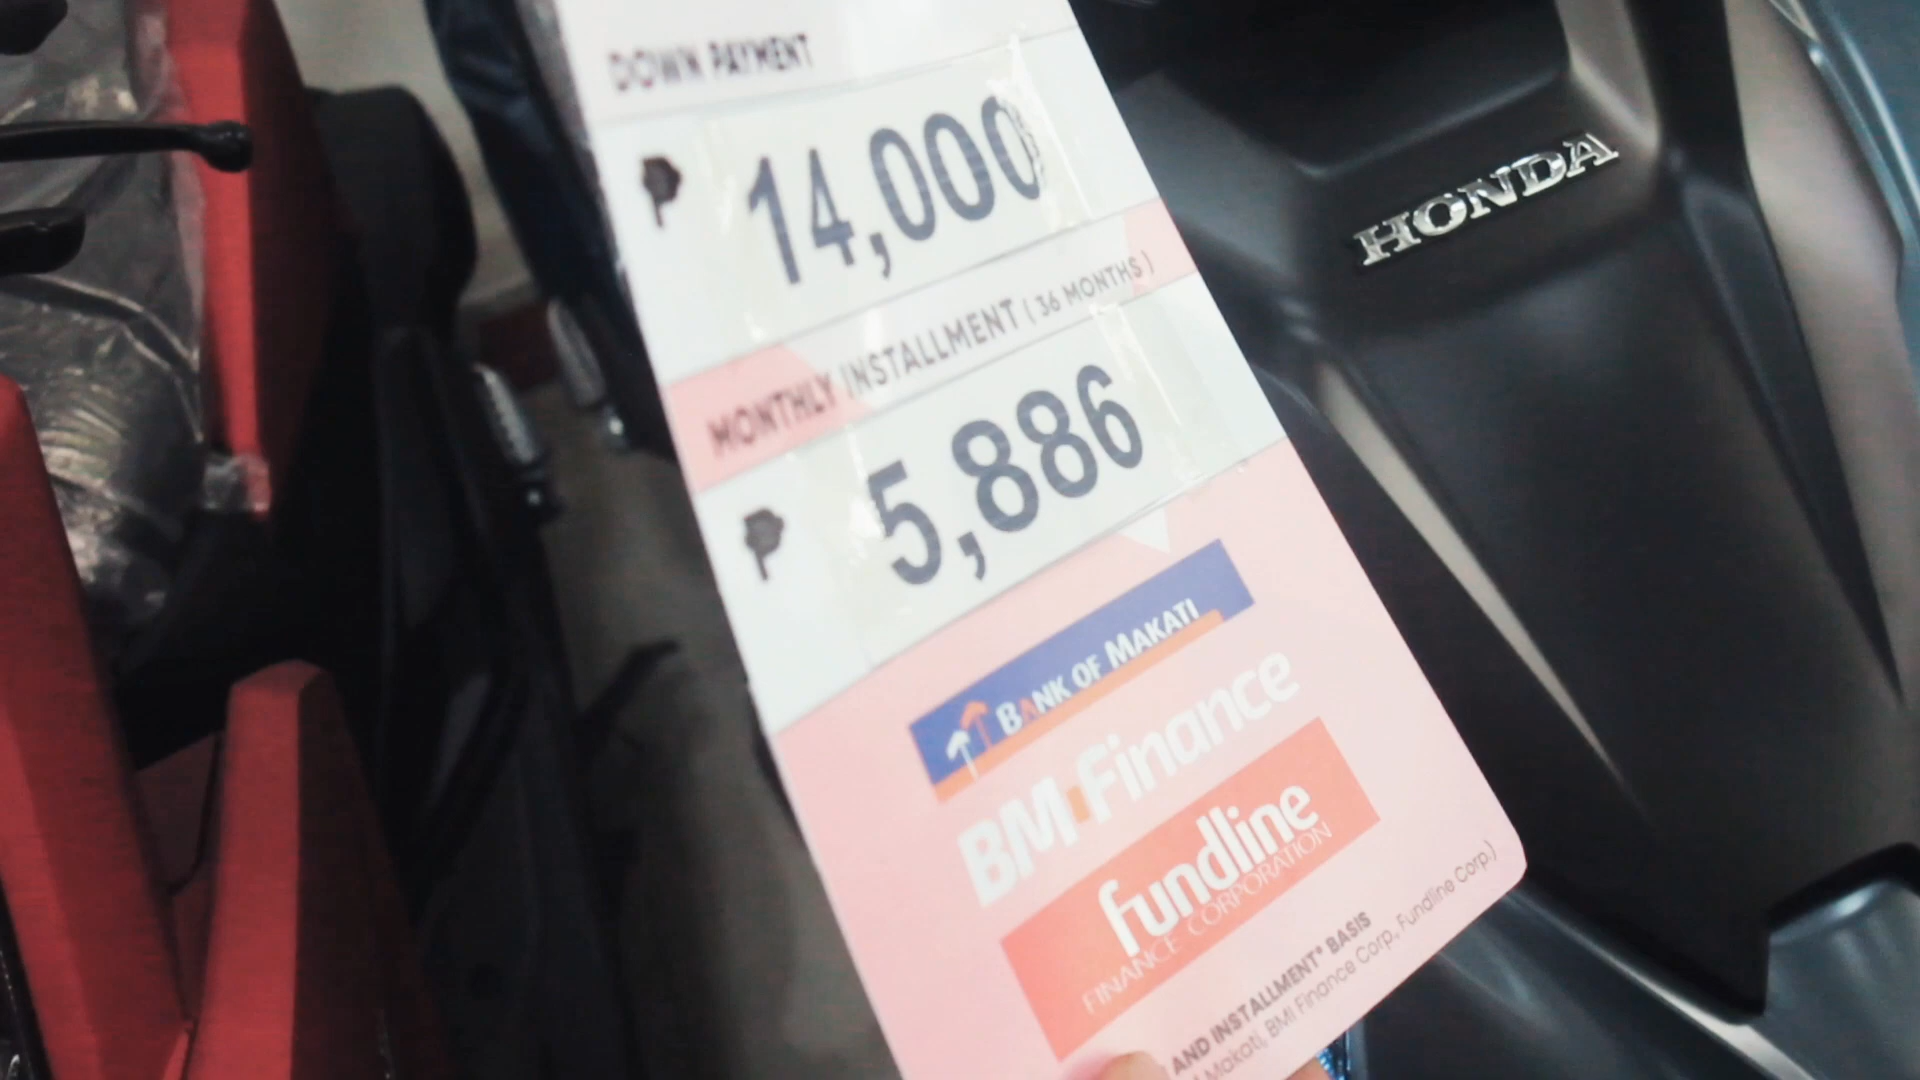 DOWN PAYMENT
₱ 14,000
MONTHLY INSTALLMENT (36 MONTHS)
₱ 5,886
BANK OF MAKATI
BMI Finance
fundline
FINANCE CORPORATION
AND INSTALLMENT* BASIS
Makati, BMI Finance Corp., Fundline Corp.)
HONDA